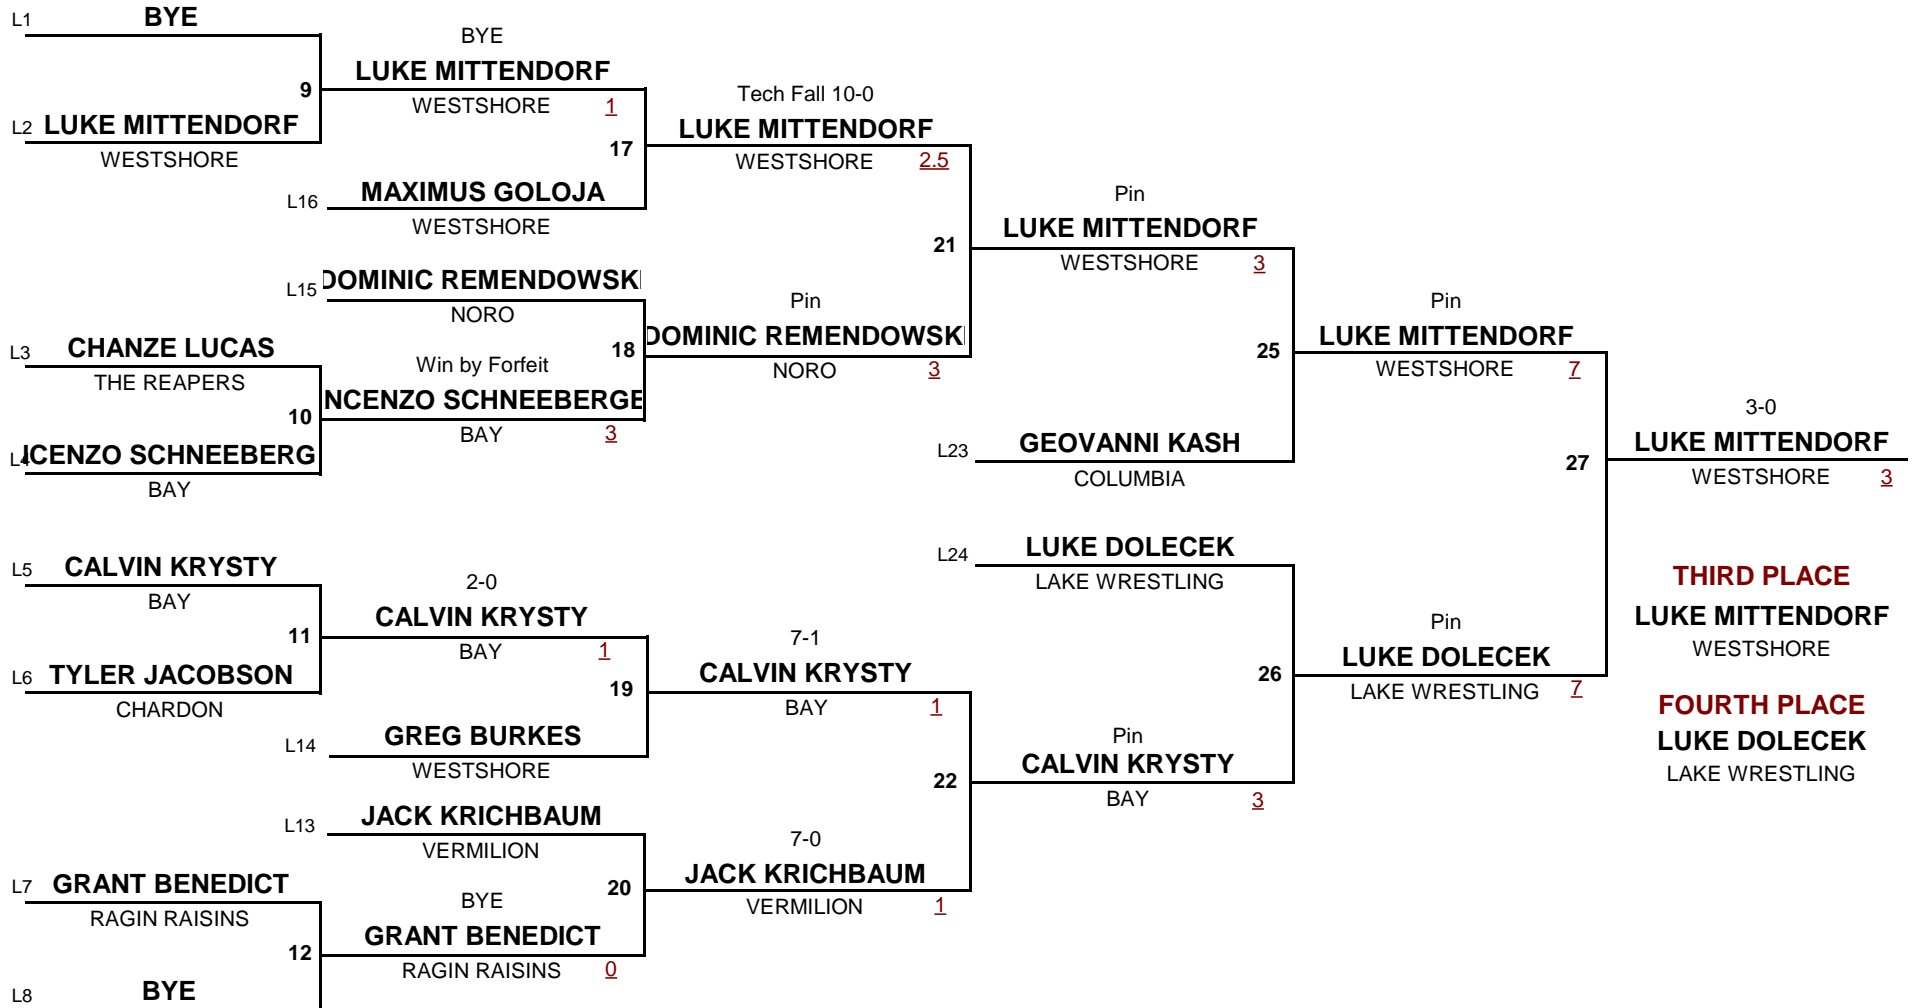 L1 BYE
BYE
LUKE MITTENDORF
9
WESTSHORE 1
L2 LUKE MITTENDORF
WESTSHORE
Tech Fall 10-0
LUKE MITTENDORF
17
WESTSHORE 2.5
L16 MAXIMUS GOLOJA
WESTSHORE
Pin
LUKE MITTENDORF
21
WESTSHORE 3
L15 DOMINIC REMENDOWSKI
NORO
Pin
DOMINIC REMENDOWSKI
18
NORO 3
L3 CHANZE LUCAS
THE REAPERS
Win by Forfeit
NCENZO SCHNEEBERGE
10
BAY 3
L4 ICENZO SCHNEEBERG
BAY
Pin
LUKE MITTENDORF
25
WESTSHORE 7
L23 GEOVANNI KASH
COLUMBIA
3-0
LUKE MITTENDORF
27
WESTSHORE 3
L5 CALVIN KRYSTY
BAY
2-0
CALVIN KRYSTY
11
BAY 1
L6 TYLER JACOBSON
CHARDON
7-1
CALVIN KRYSTY
19
BAY 1
L14 GREG BURKES
WESTSHORE
L24 LUKE DOLECEK
LAKE WRESTLING
Pin
LUKE DOLECEK
26
LAKE WRESTLING 7
Pin
CALVIN KRYSTY
22
BAY 3
L13 JACK KRICHBAUM
VERMILION
7-0
JACK KRICHBAUM
20
VERMILION 1
L7 GRANT BENEDICT
RAGIN RAISINS
BYE
GRANT BENEDICT
12
RAGIN RAISINS 0
L8 BYE
THIRD PLACE
LUKE MITTENDORF
WESTSHORE
FOURTH PLACE
LUKE DOLECEK
LAKE WRESTLING